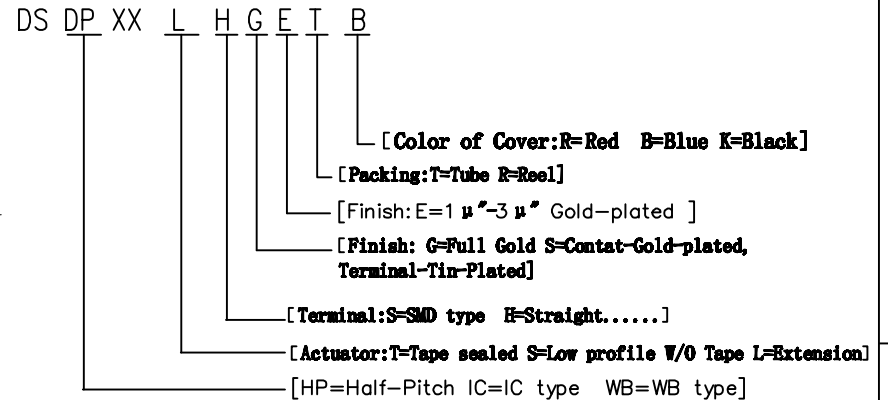 DS DP XX L H G E T B
[Color of Cover:R=Red B=Blue K=Black]
[Packing:T=Tube R=Reel]
[Finish:E=1 μ"-3 μ" Gold-plated ]
[Finish: G=Full Gold S=Contat-Gold-plated,
Terminal-Tin-Plated]
[Terminal:S=SMD type H=Straight......]
[Actuator:T=Tape sealed S=Low profile W/O Tape L=Extension]
[HP=Half-Pitch IC=IC type WB=WB type]